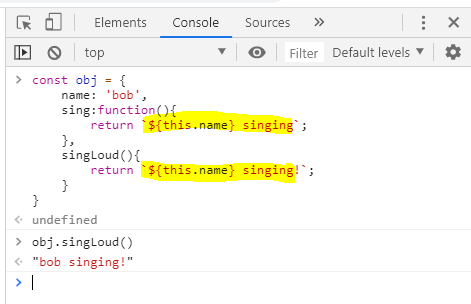 Elements Console Sources »
top Filter Default levels
> const obj = {
name: 'bob',
sing:function(){
return `${this.name} singing`;
},
singLoud(){
return `${this.name} singing!`;
}
}
undefined
> obj.singLoud()
"bob singing!"
>